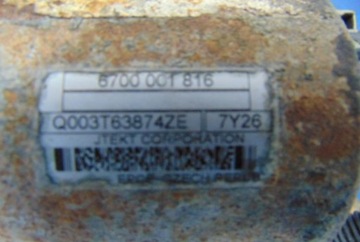 6700 001 816
Q003T63874ZE 7Y26
JTEKT CORPORATION